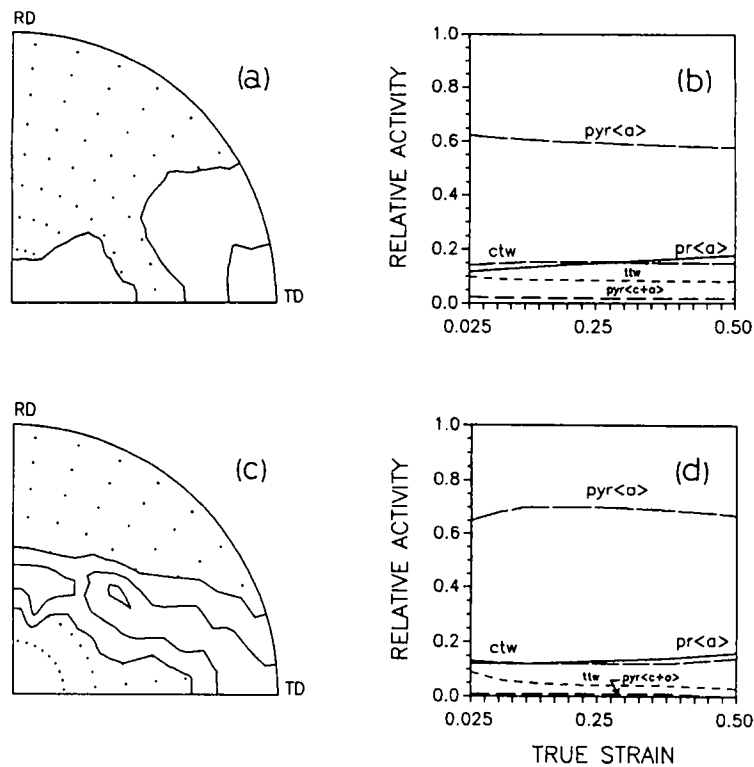 RD
(a)
TD
RELATIVE ACTIVITY
1.0
0.8
0.6
0.4
0.2
0.0
(b)
pyr<a>
ctw
pr<a>
ttw
pyr<c+a>
0.025
0.25
0.50
RD
(c)
TD
RELATIVE ACTIVITY
1.0
0.8
0.6
0.4
0.2
0.0
(d)
pyr<a>
ctw
pr<a>
ttw
pyr<c+a>
0.025
0.25
0.50
TRUE STRAIN